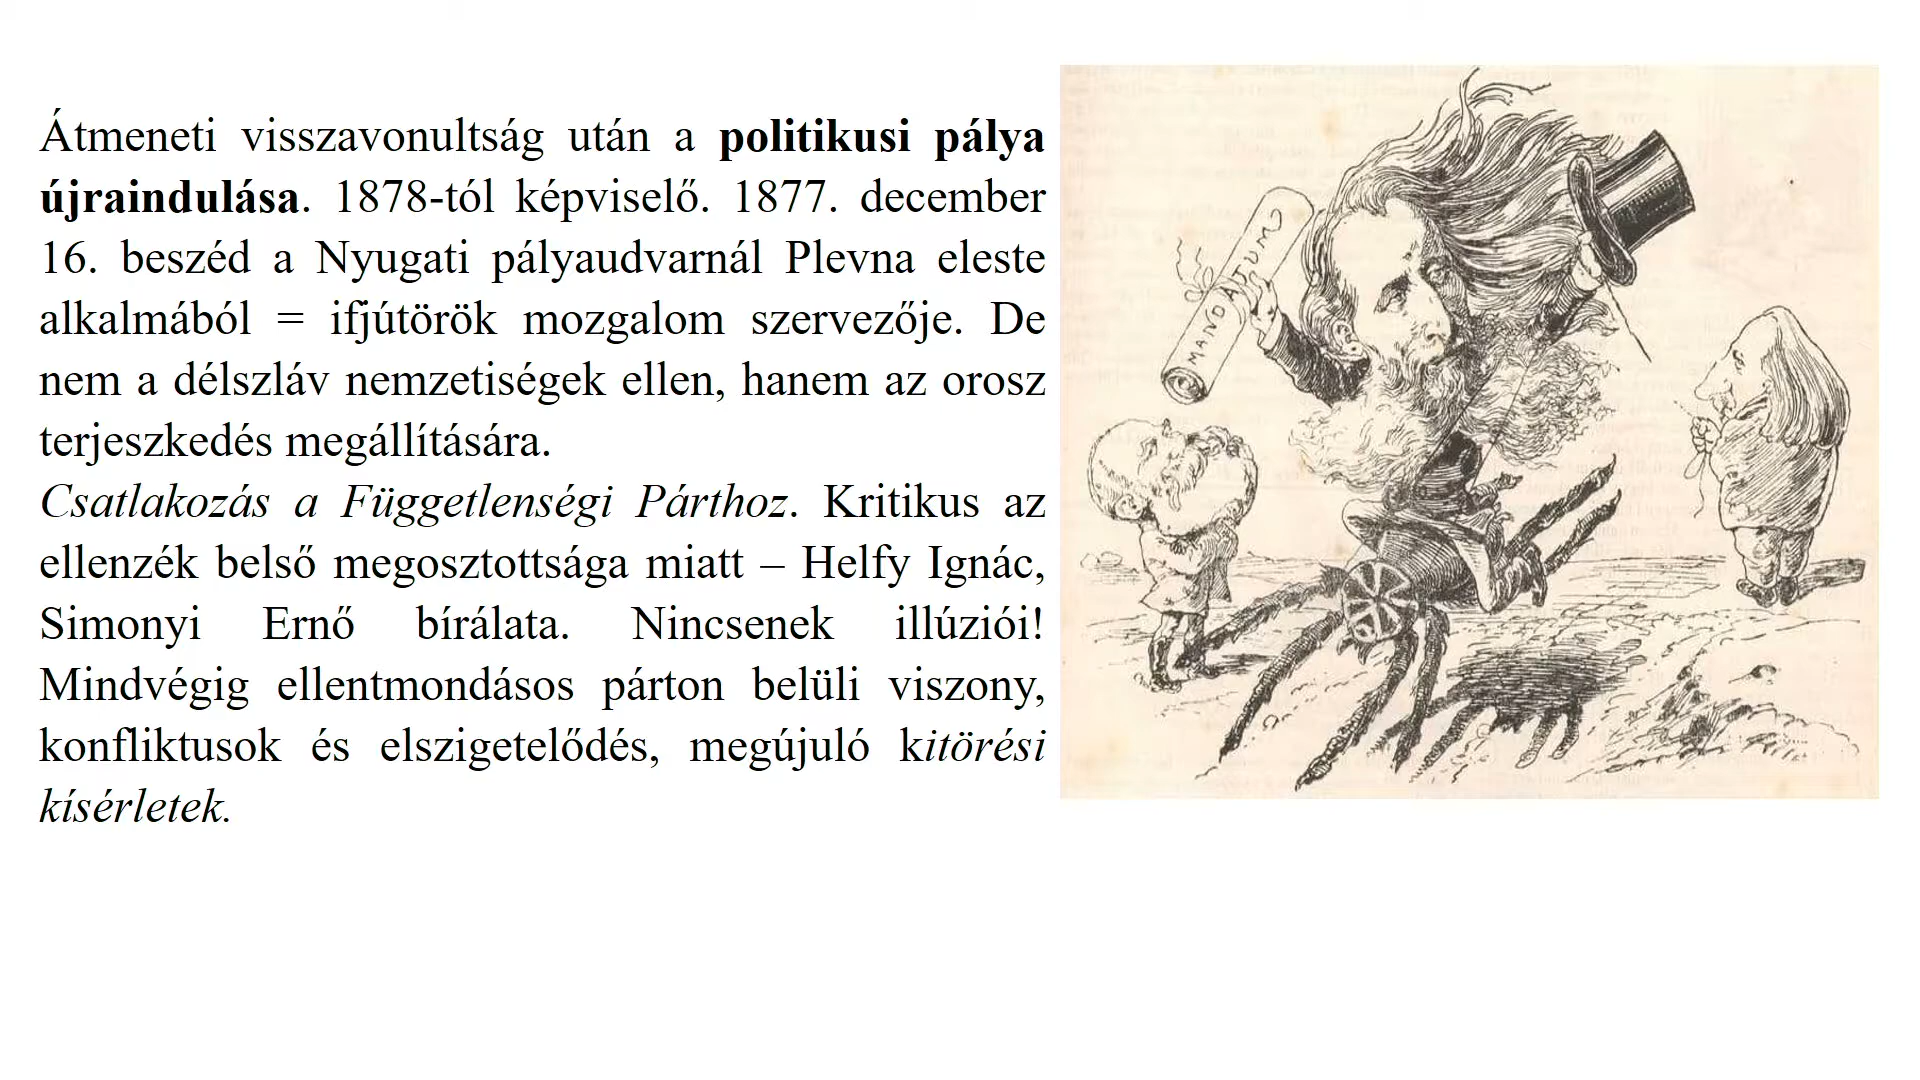 Átmeneti visszavonultság után a politikusi pálya
újraindulása. 1878-tól képviselő. 1877. december
16. beszéd a Nyugati pályaudvarnál Plevna eleste
alkalmából = ifjútörök mozgalom szervezője. De
nem a délszláv nemzetiségek ellen, hanem az orosz
terjeszkedés megállítására.
Csatlakozás a Függetlenségi Párthoz. Kritikus az
ellenzék belső megosztottsága miatt – Helfy Ignác,
Simonyi Ernő bírálata. Nincsenek illúziói!
Mindvégig ellentmondásos párton belüli viszony,
konfliktusok és elszigetelődés, megújuló kitörési
kísérletek.
MANDATUM